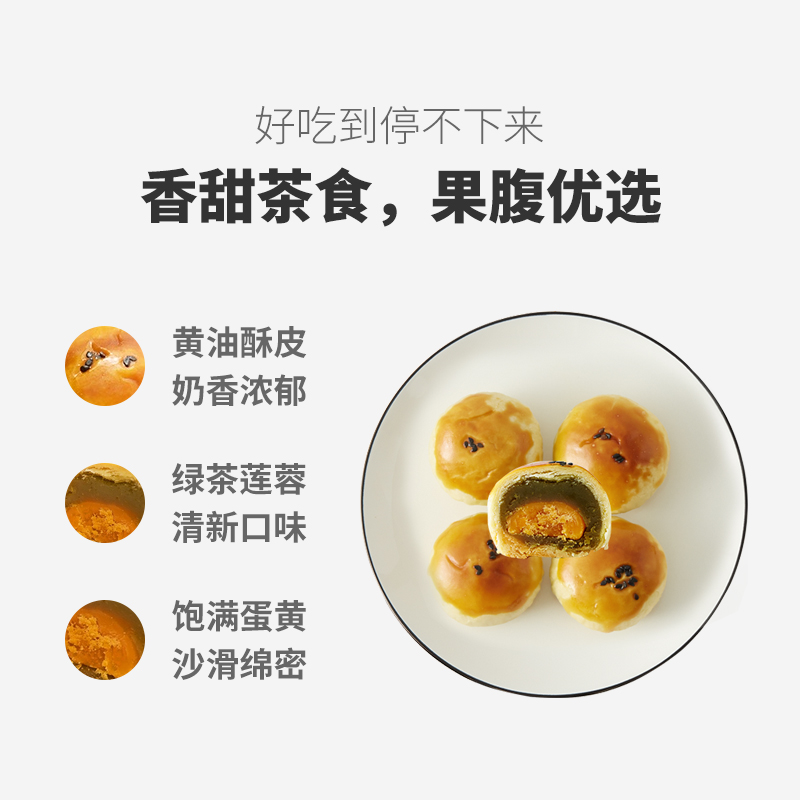 好吃到停不下来
香甜茶食，果腹优选
黄油酥皮
奶香浓郁
绿茶莲蓉
清新口味
饱满蛋黄
沙滑绵密